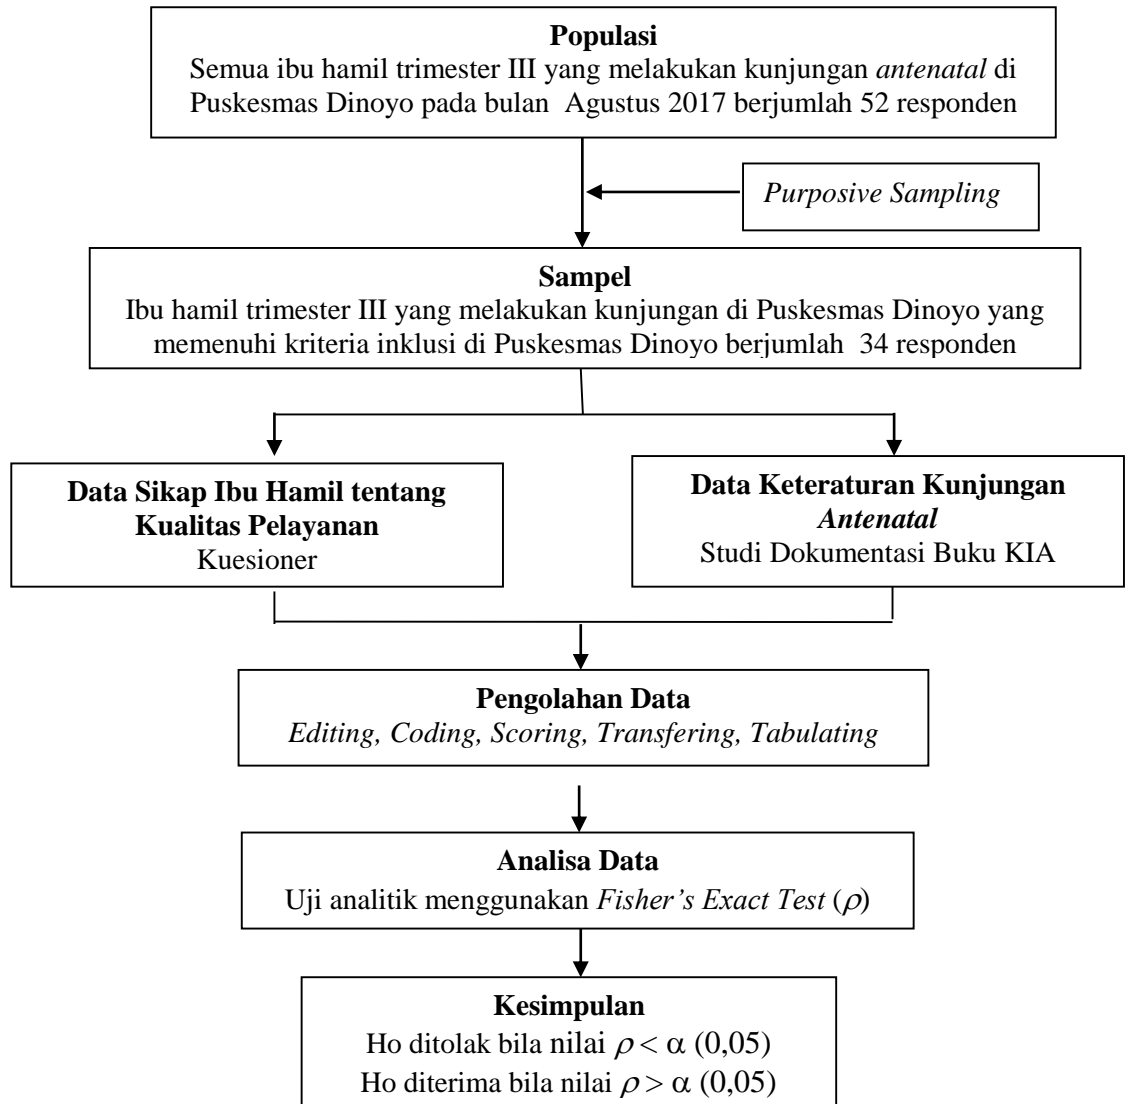 Populasi
Semua ibu hamil trimester III yang melakukan kunjungan antenatal di
Puskesmas Dinoyo pada bulan Agustus 2017 berjumlah 52 responden
Purposive Sampling
Sampel
Ibu hamil trimester III yang melakukan kunjungan di Puskesmas Dinoyo yang
memenuhi kriteria inklusi di Puskesmas Dinoyo berjumlah 34 responden
Data Sikap Ibu Hamil tentang
Kualitas Pelayanan
Kuesioner
Data Keteraturan Kunjungan
Antenatal
Studi Dokumentasi Buku KIA
Pengolahan Data
Editing, Coding, Scoring, Transfering, Tabulating
Analisa Data
Uji analitik menggunakan Fisher’s Exact Test (ρ)
Kesimpulan
Ho ditolak bila nilai ρ < α (0,05)
Ho diterima bila nilai ρ > α (0,05)